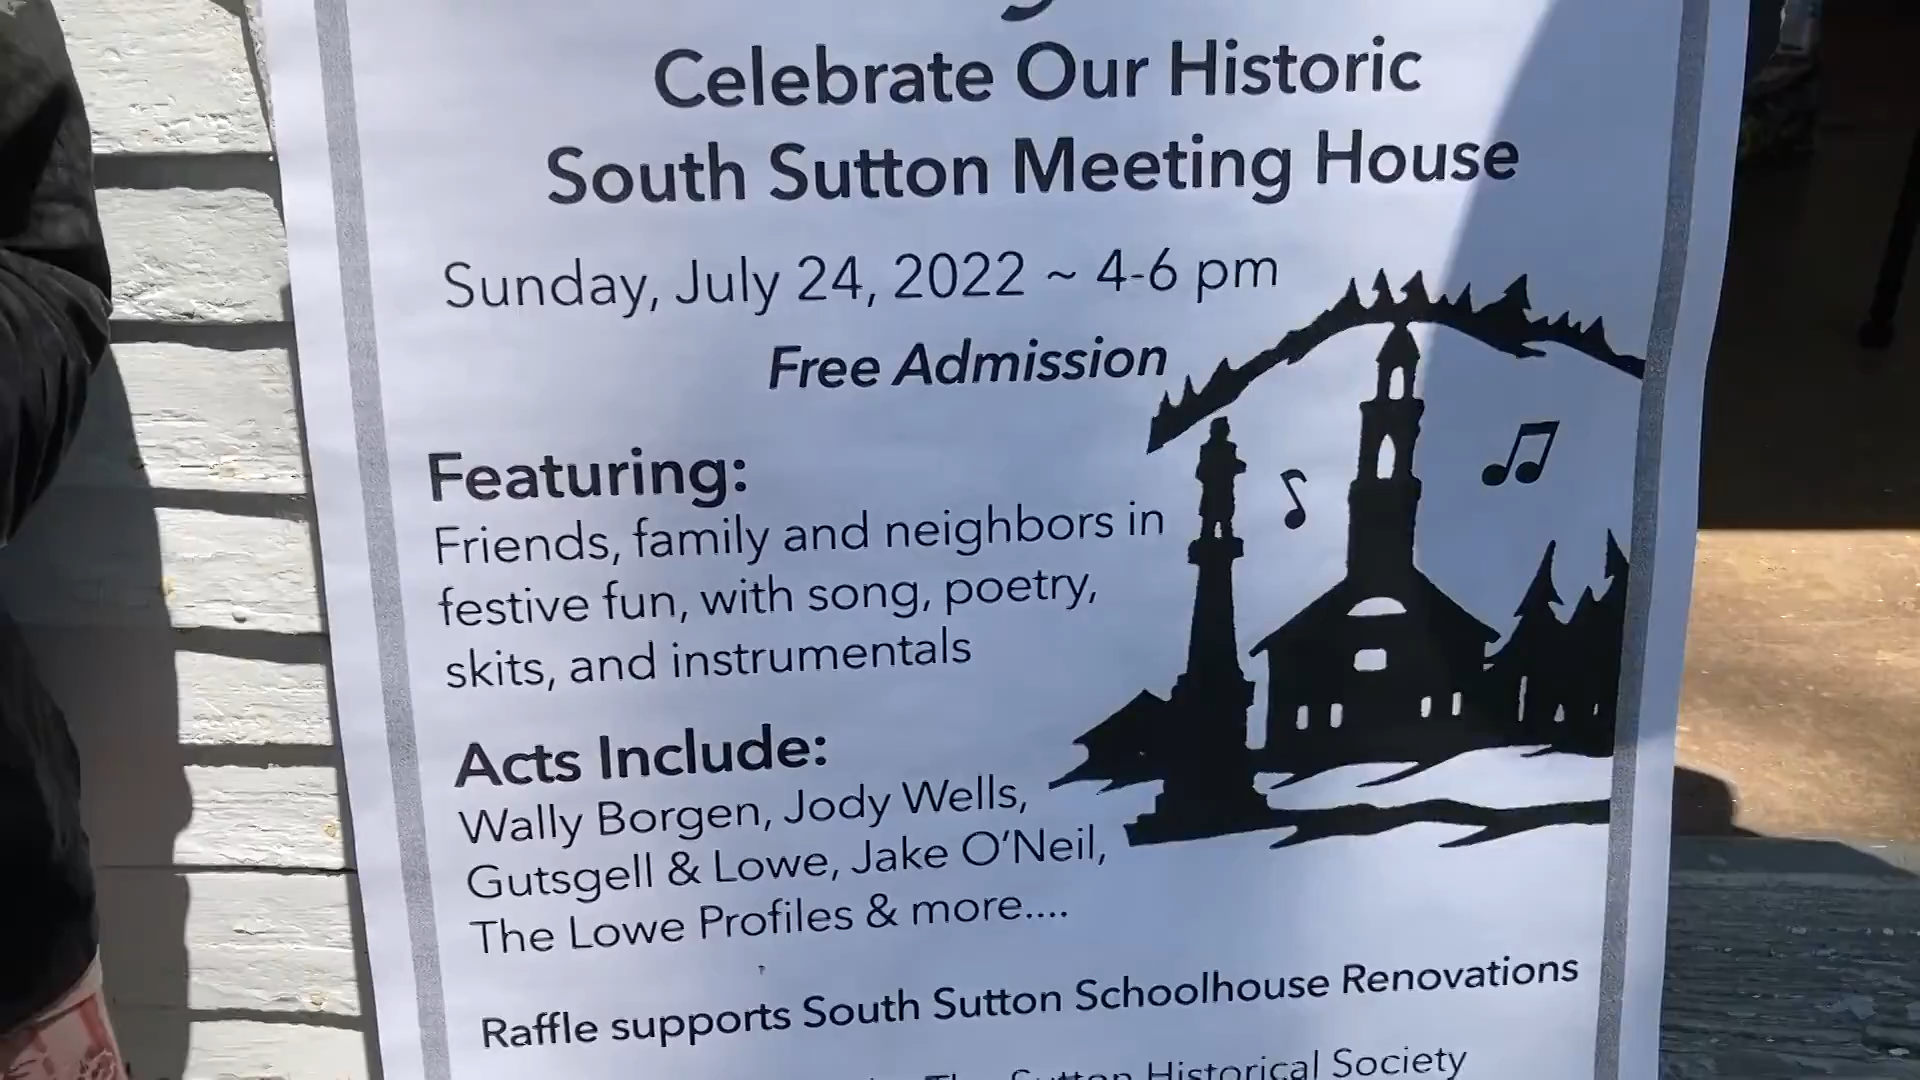 Celebrate Our Historic
South Sutton Meeting House
Sunday, July 24, 2022 ~ 4-6 pm
Free Admission
Featuring:
Friends, family and neighbors in
festive fun, with song, poetry,
skits, and instrumentals
Acts Include:
Wally Borgen, Jody Wells,
Gutsgell & Lowe, Jake O'Neil,
The Lowe Profiles & more....
Raffle supports South Sutton Schoolhouse Renovations
The Sutton Historical Society